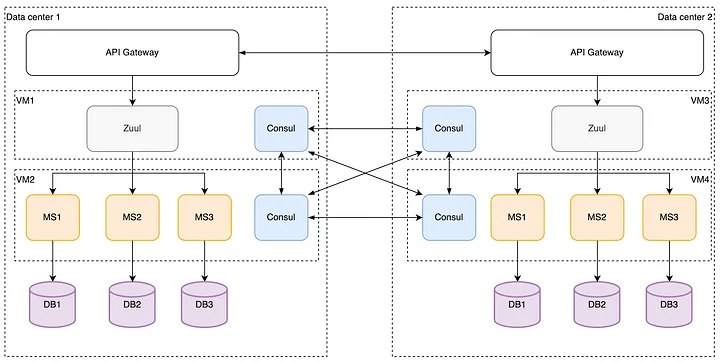 Data center 1
Data center 2
API Gateway
API Gateway
VM1
VM3
Zuul
Consul
Consul
Zuul
VM2
VM4
MS1
MS2
MS3
Consul
Consul
MS1
MS2
MS3
DB1
DB2
DB3
DB1
DB2
DB3